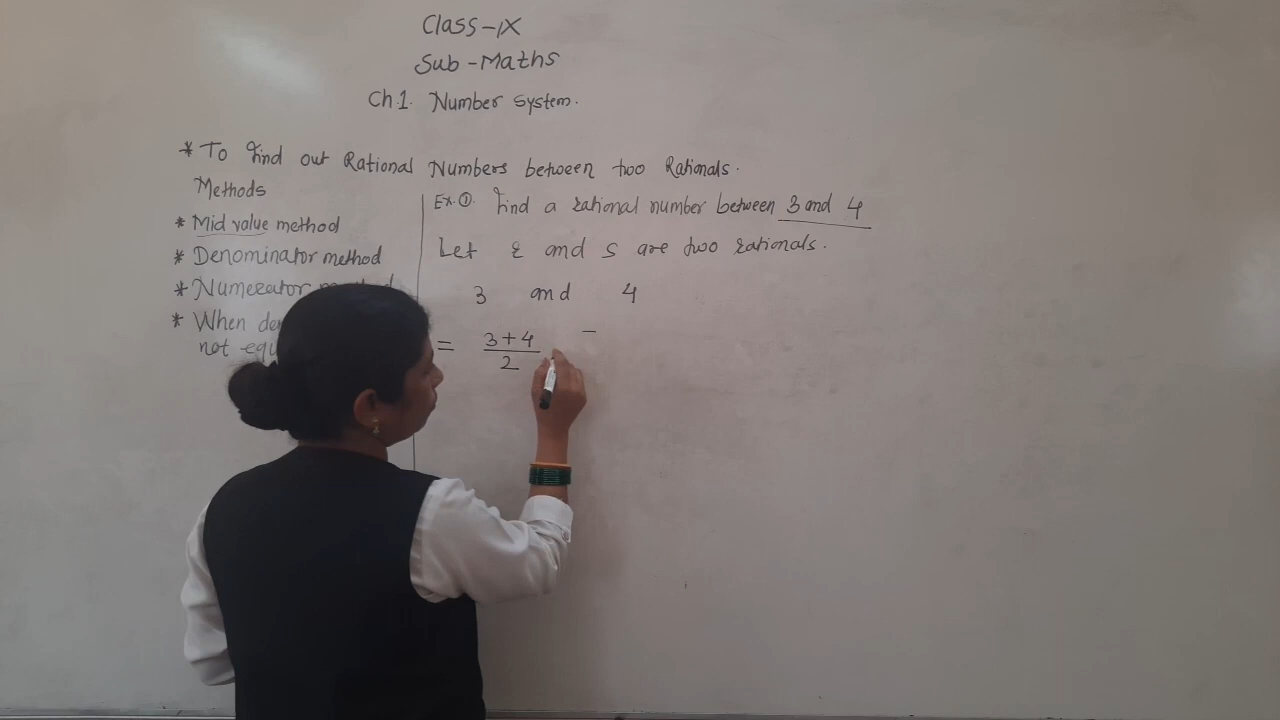 Class-IX
Sub-Maths
Ch.1. Number System.
* To find out Rational Numbers between two Rationals.
Methods
* Mid value method
* Denominator method
* Numerator
* When
not
Ex.①. find a rational number between 3 and 4
Let r and s are two rationals.
3 and 4
= 3+4
2